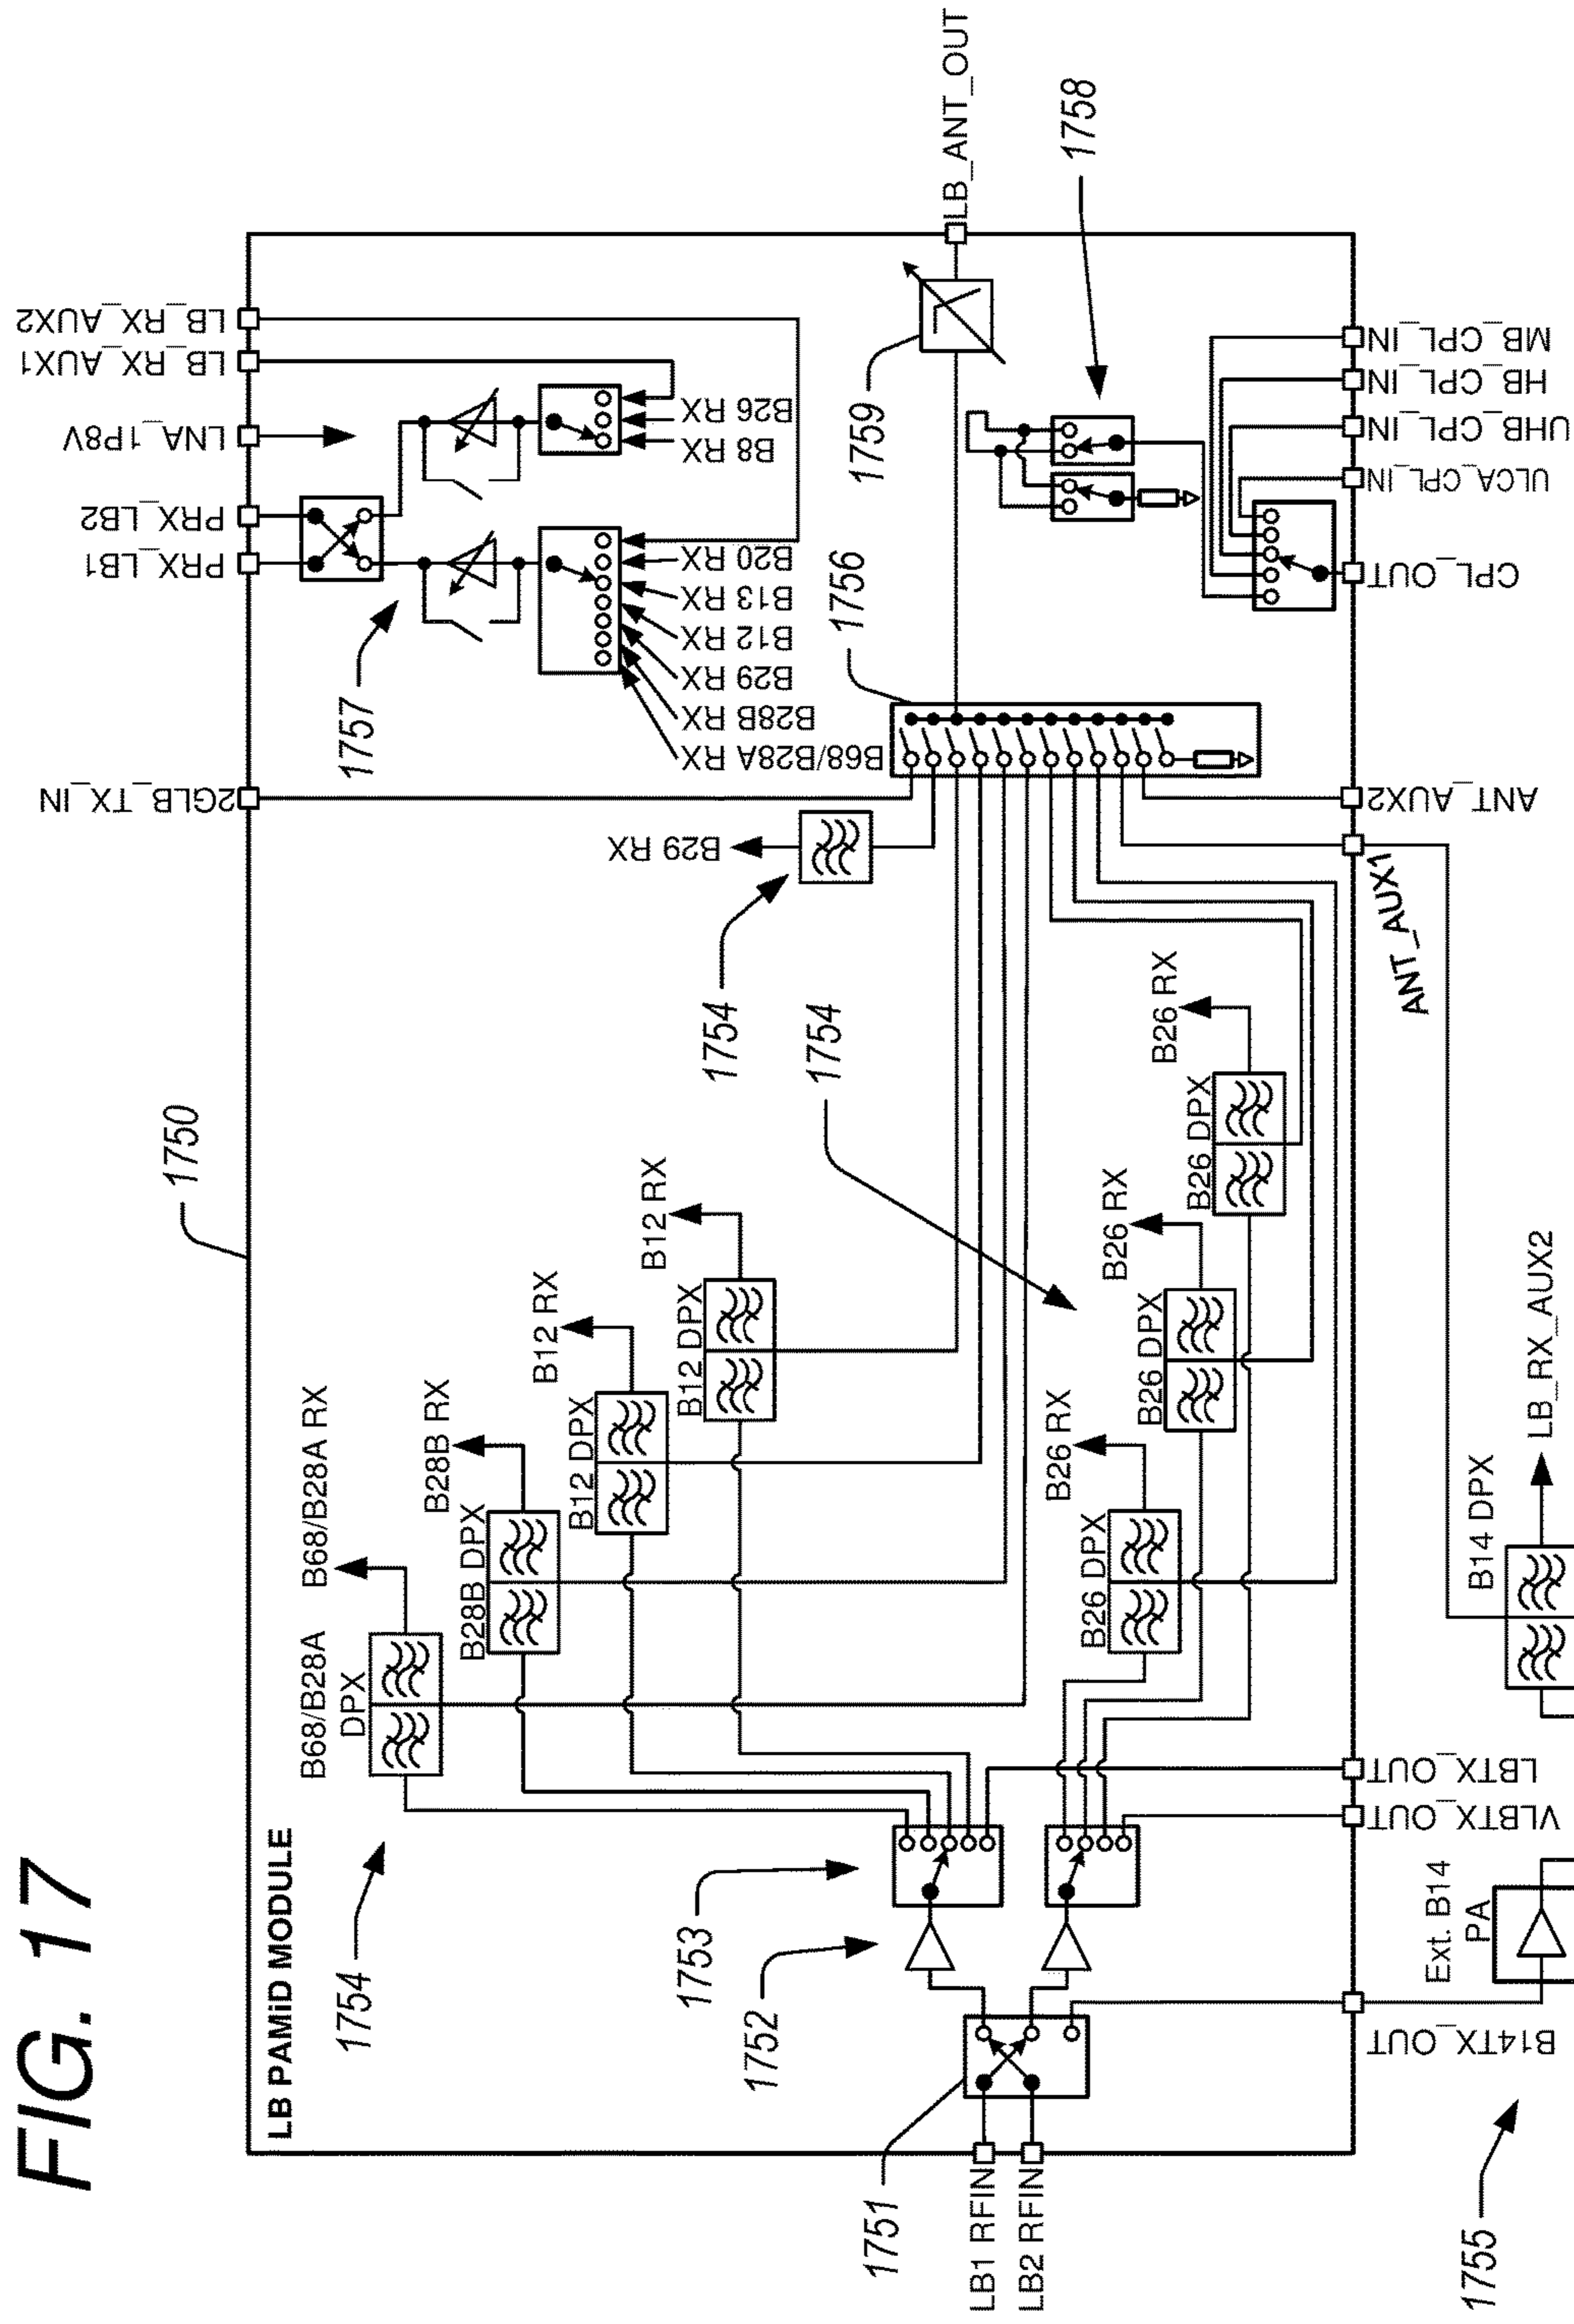 FIG. 17
1750
LB PAMiD MODULE
2GLB_TX_IN
PRX_LB1
PRX_LB2
LNA_1P8V
LB_RX_AUX1
LB_RX_AUX2
B68/B28A RX
B68/B28A
DPX
1754
B28B RX
B28B DPX
B12 RX
B12 DPX
B12 RX
B12 DPX
1754
B29 RX
1757
B68/B28A RX
B28B RX
B29 RX
B12 RX
B13 RX
B20 RX
B8 RX
B26 RX
1753
1752
1751
LB1 RFIN
LB2 RFIN
1754
1756
1759
LB_ANT_OUT
1758
B26 RX
B26 DPX
B26 RX
B26 DPX
B26 RX
B26 DPX
B14TX_OUT
VLBTX_OUT
LBTX_OUT
ANT_AUX1
ANT_AUX2
CPL_OUT
ULCA_CPL_IN
UHB_CPL_IN
HB_CPL_IN
MB_CPL_IN
1755
Ext. B14
PA
B14 DPX
LB_RX_AUX2